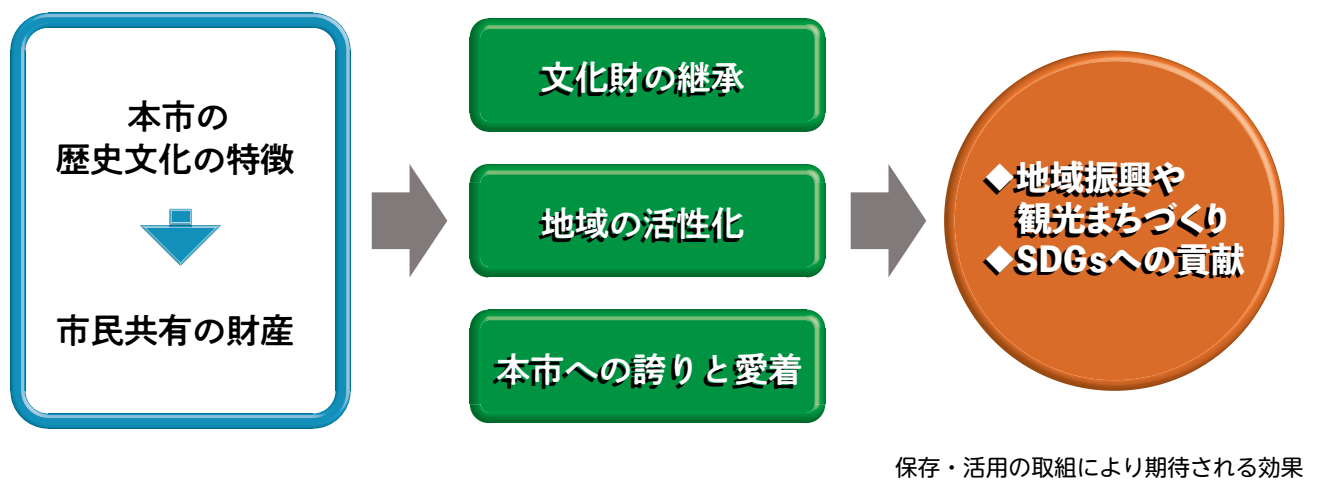 本市の
歴史文化の特徴
市民共有の財産
文化財の継承
地域の活性化
本市への誇りと愛着
◆地域振興や
観光まちづくり
◆SDGsへの貢献
保存・活用の取組により期待される効果